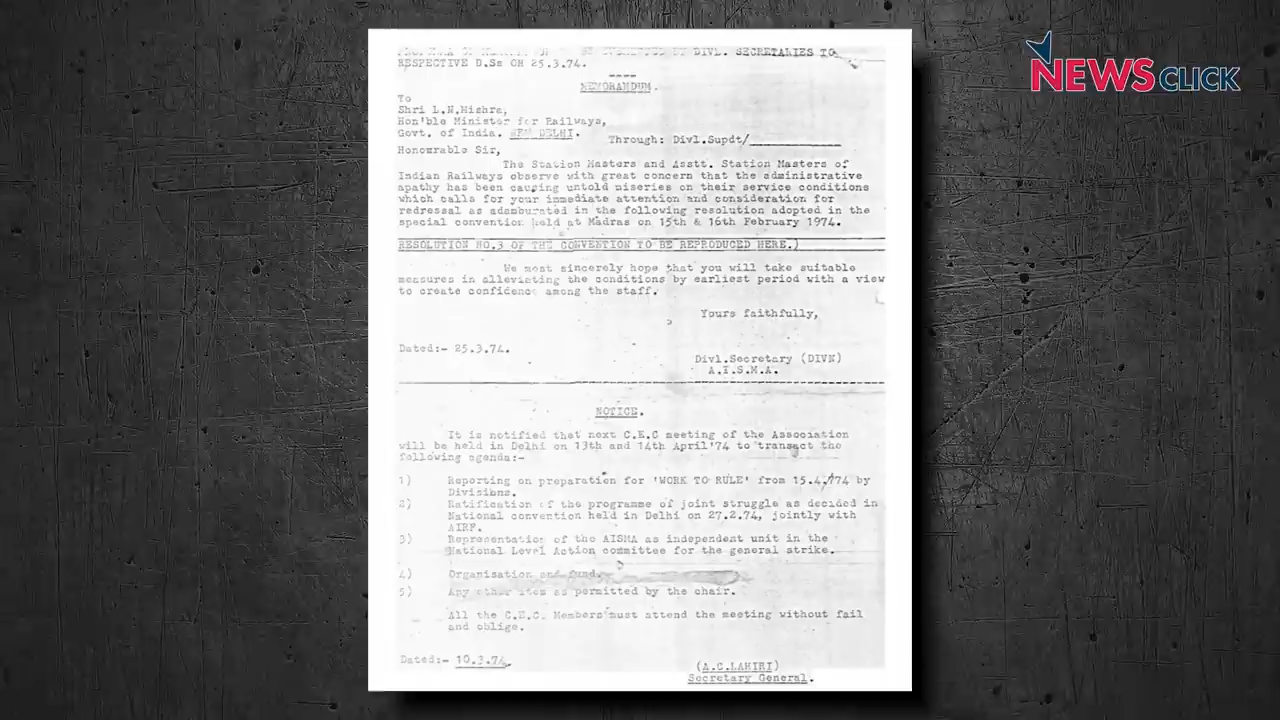 NEWSCLICK
BE DIVL. SECRETARIES TO
RESPECTIVE D.Ss ON 25.3.74.
MEMORANDUM.
To
Shri L.N.Mishra,
Hon'ble Minister for Railways,
Govt. of India. NEW DELHI.
Through: Divl.Supdt/
Honourable Sir,
The Station Masters and Asstt. Station Masters of
Indian Railways observe with great concern that the administrative
apathy has been causing untold miseries on their service conditions
which calls for your immediate attention and consideration for
redressal as in the following resolution adopted in the
special convention held at Madras on 15th & 16th February 1974.
RESOLUTION NO.3 OF THE CONVENTION TO BE REPRODUCED HERE.)
We most sincerely hope that you will take suitable
measures in alleviating the conditions by earliest period with a view
to create confidence among the staff.
Yours faithfully,
Dated:- 25.3.74.
Divl.Secretary (DIVN)
A.I.S.M.A.
NOTICE.
It is notified that next C.E.C meeting of the Association
will be held in Delhi on 13th and 14th April'74 to transact the
following agenda:-
1) Reporting on preparation for 'WORK TO RULE' from 15.4.74 by
Divisions.
2) Ratification of the programme of joint struggle as decided in
National convention held in Delhi on 27.2.74, jointly with
AIRF.
3) Representation of the AISMA as independent unit in the
National Level Action committee for the general strike.
4) Organisation and fund.
5) Any other item as permitted by the chair.
All the C.E.C. Members must attend the meeting without fail
and oblige.
Dated:- 10.3.74.
(A.C.LAHIRI)
Secretary General.